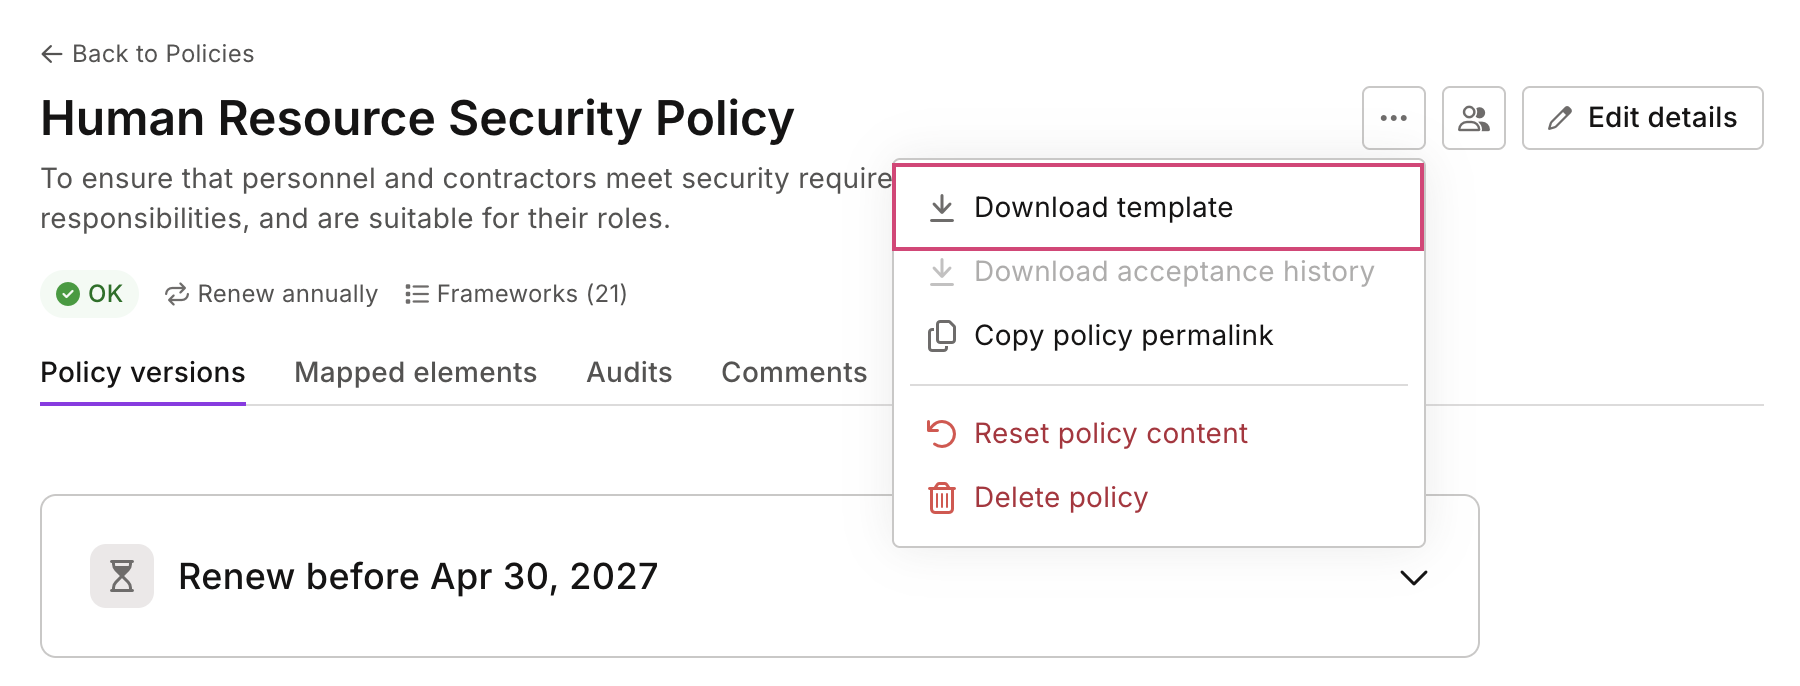 Back to Policies
Human Resource Security Policy
Edit details
To ensure that personnel and contractors meet security require
responsibilities, and are suitable for their roles.
OK
Renew annually
Frameworks (21)
Policy versions
Mapped elements
Audits
Comments
Download template
Download acceptance history
Copy policy permalink
Reset policy content
Delete policy
Renew before Apr 30, 2027